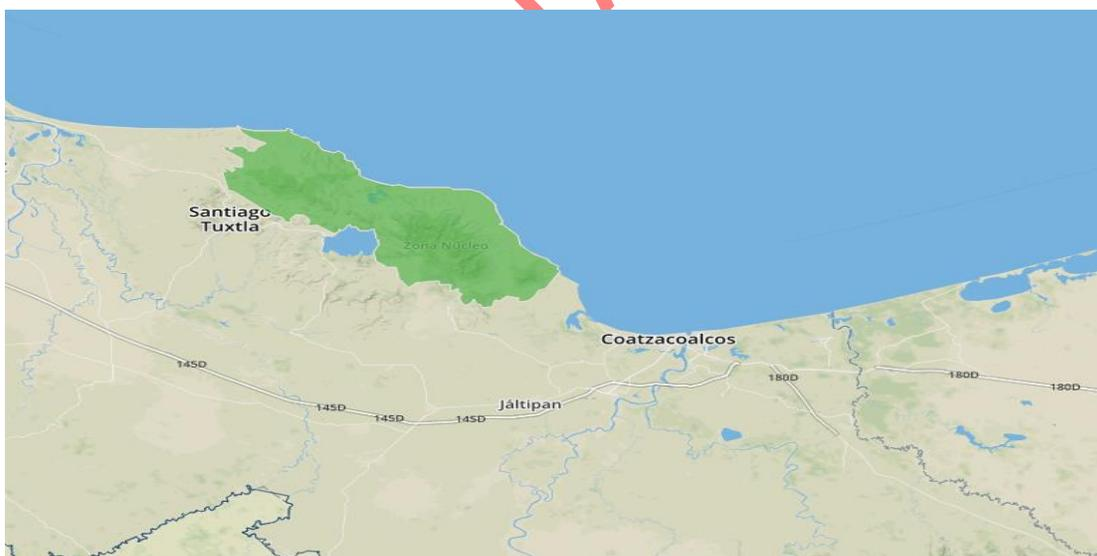 Santiago
Tuxtla
Zona Núcleo
Coatzacoalcos
145D
180D
180D
180D
145D
145D
145D
Jáltipan